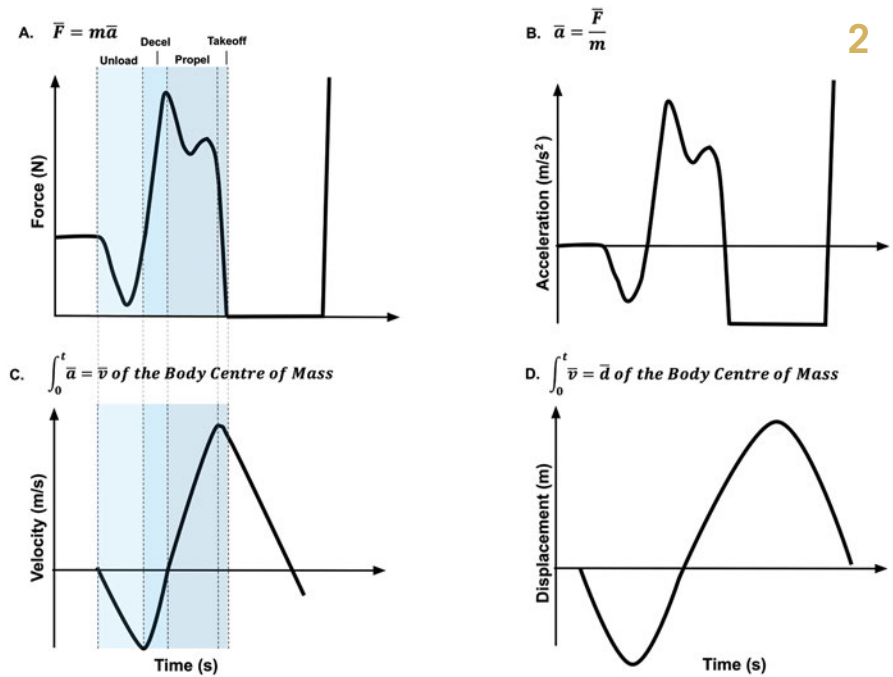 A. F̅ = ma̅
Decel
Takeoff
Unload
Propel
Force (N)
B. a̅ = F̅/m
2
Acceleration (m/s²)
C. ∫₀ᵗ a̅ = v̅ of the Body Centre of Mass
Velocity (m/s)
Time (s)
D. ∫₀ᵗ v̅ = d̅ of the Body Centre of Mass
Displacement (m)
Time (s)